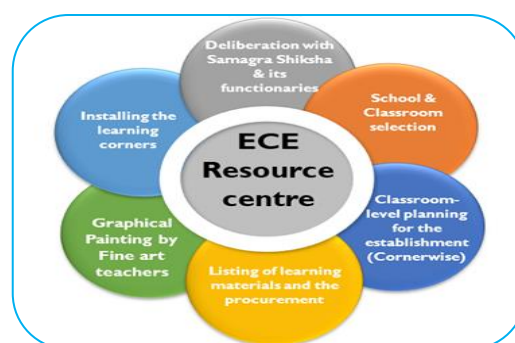 Deliberation with
Samagra Shiksha
& its
functionaries
School &
Classroom
selection
Classroom-
level planning
for the
establishment
(Cornerwise)
Listing of learning
materials and the
procurement
Graphical
Painting by
Fine art
teachers
Installing the
learning
corners
ECE
Resource
centre